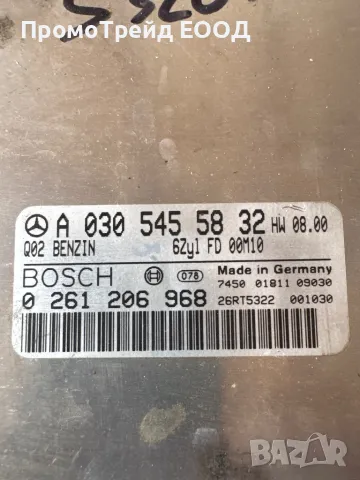 ПромоТрейд ЕООД
A 030 545 58 32 HW 08.00
Q02 BENZIN 6Zyl FD 00M10
BOSCH 078 Made in Germany
7450 01811 09030
0 261 206 968 26RT5322 001030
BAZAR